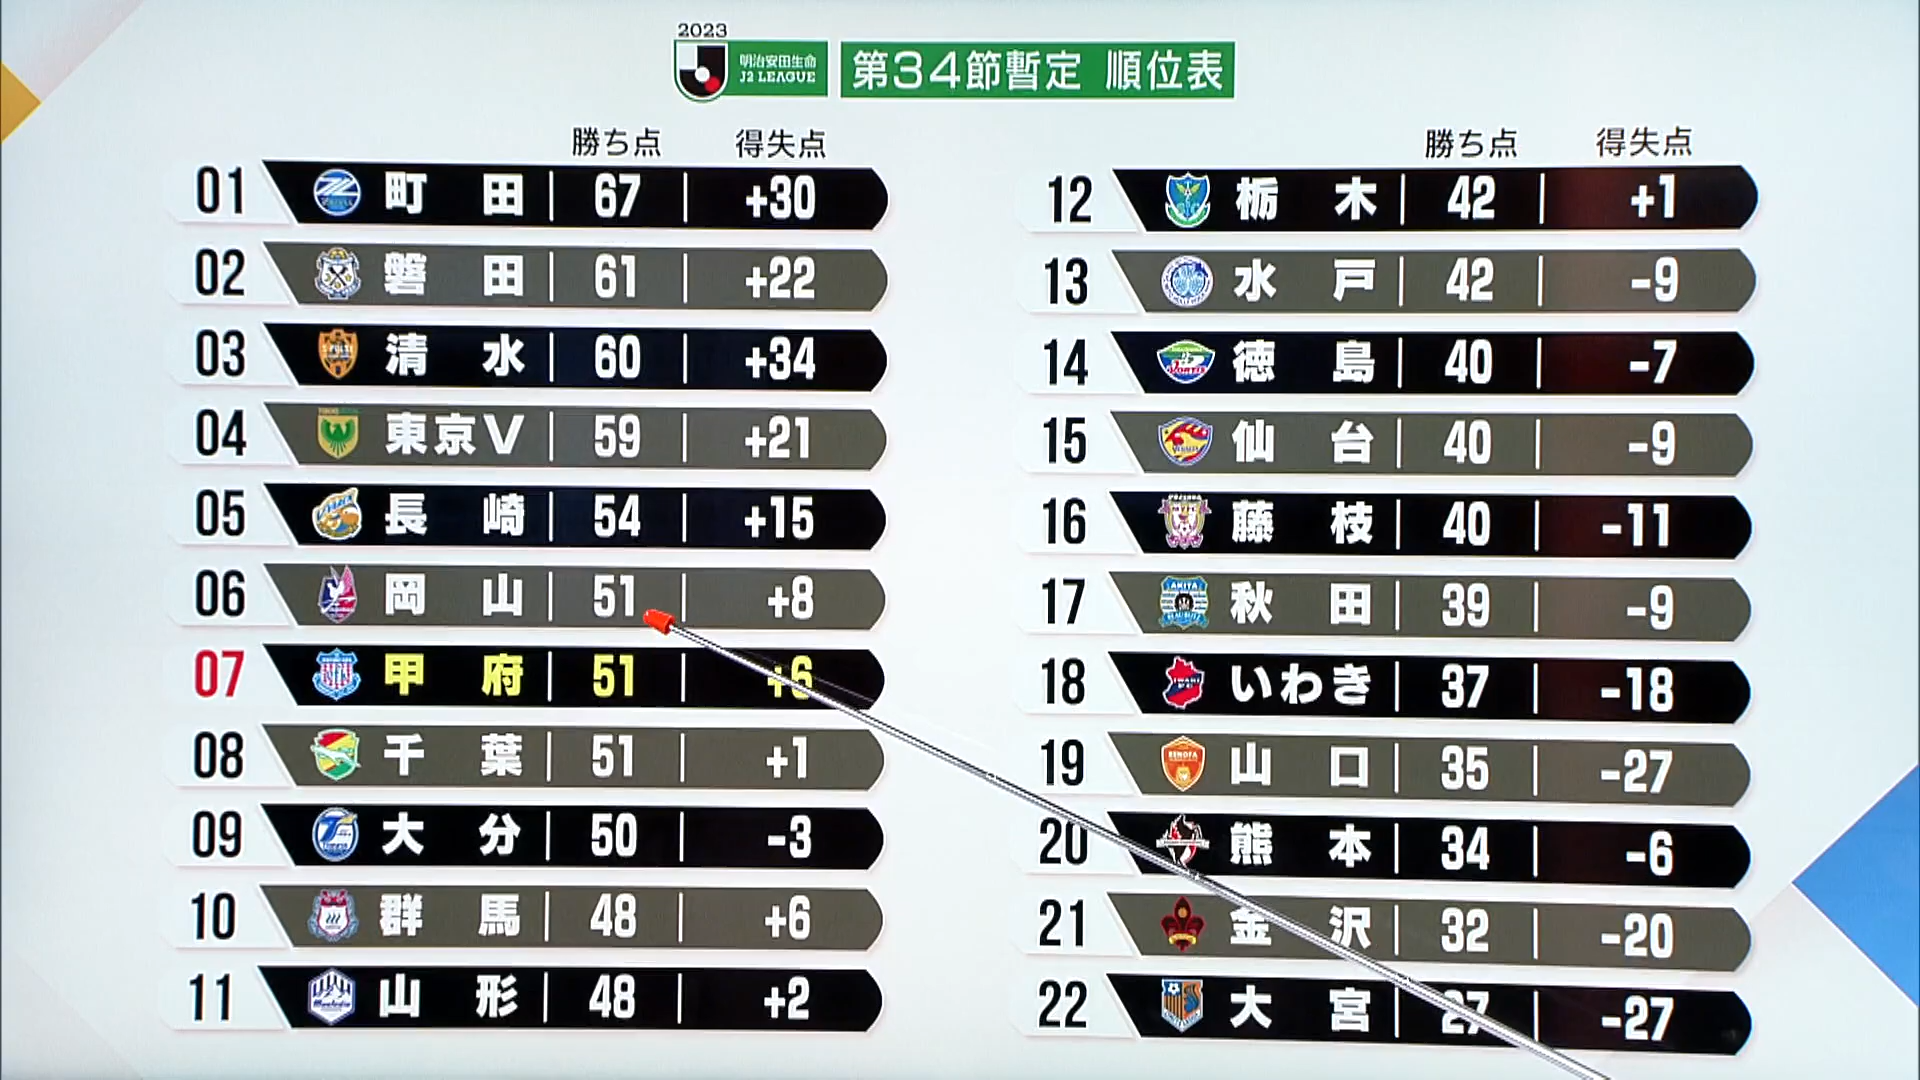 2023
明治安田生命
J2 LEAGUE
第34節暫定 順位表
勝ち点 得失点
01 町田 67 +30
02 磐田 61 +22
03 清水 60 +34
04 東京V 59 +21
05 長崎 54 +15
06 岡山 51 +8
07 甲府 51 +6
08 千葉 51 +1
09 大分 50 -3
10 群馬 48 +6
11 山形 48 +2
勝ち点 得失点
12 栃木 42 +1
13 水戸 42 -9
14 徳島 40 -7
15 仙台 40 -9
16 藤枝 40 -11
17 秋田 39 -9
18 いわき 37 -18
19 山口 35 -27
20 熊本 34 -6
21 金沢 32 -20
22 大宮 27 -27